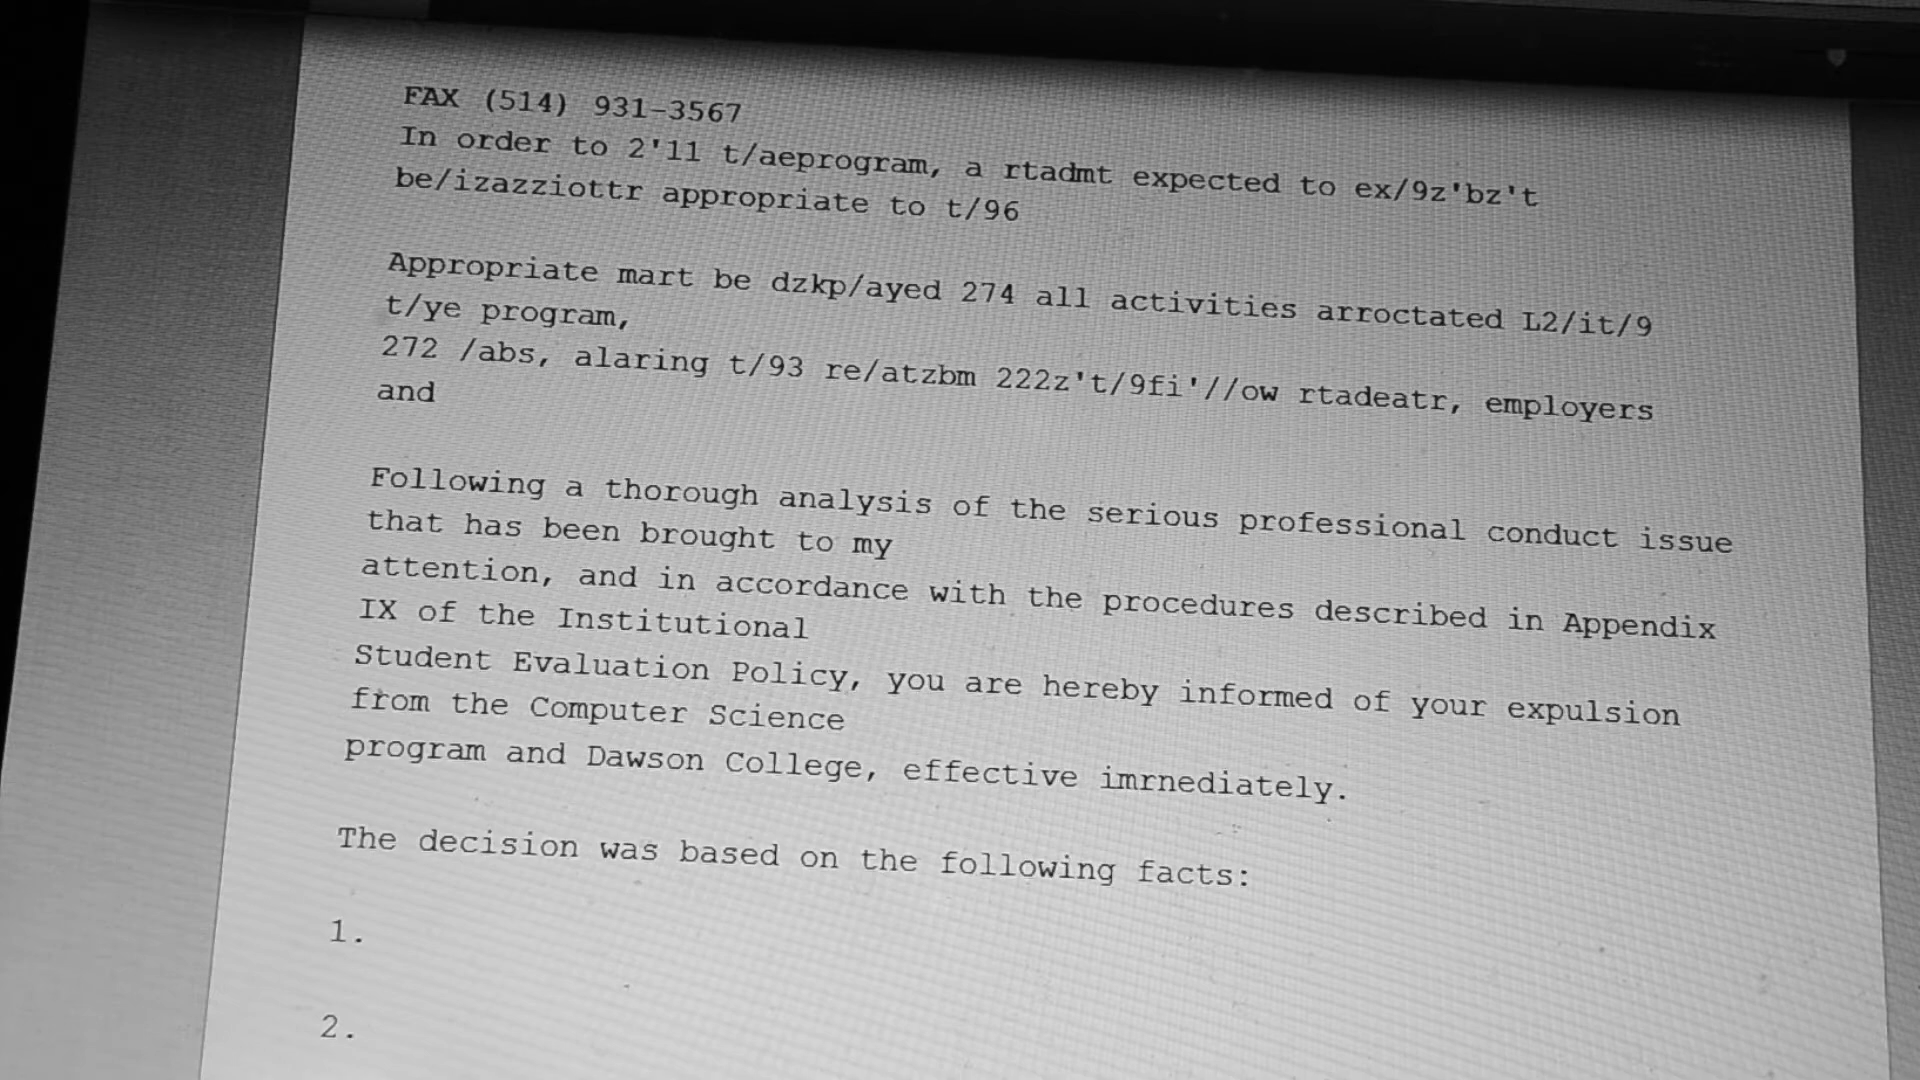 FAX (514) 931-3567
In order to 2'11 t/aeprogram, a rtadmt expected to ex/9z'bz't
be/izazziottr appropriate to t/96
Appropriate mart be dzkp/ayed 274 all activities arroctated L2/it/9
t/ye program,
272 /abs, alaring t/93 re/atzbm 222z't/9fi'//ow rtadeatr, employers
and
Following a thorough analysis of the serious professional conduct issue
that has been brought to my
attention, and in accordance with the procedures described in Appendix
IX of the Institutional
Student Evaluation Policy, you are hereby informed of your expulsion
from the Computer Science
program and Dawson College, effective imrnediately.
The decision was based on the following facts:
1.
2.